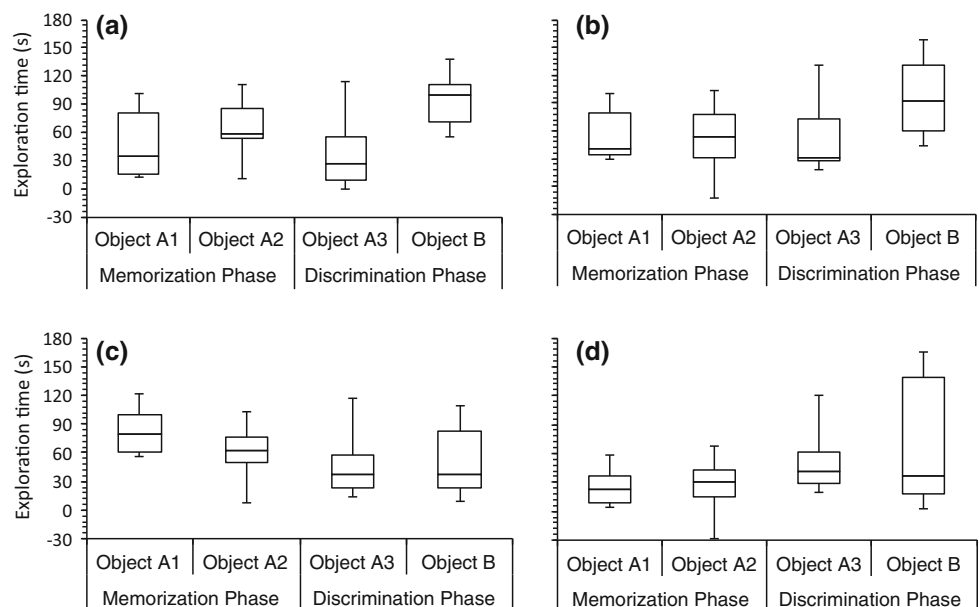 (a)
Exploration time (s)
180
150
120
90
60
30
0
-30
Object A1 Object A2 Object A3 Object B
Memorization Phase Discrimination Phase
(b)
Object A1 Object A2 Object A3 Object B
Memorization Phase Discrimination Phase
(c)
Exploration time (s)
180
150
120
90
60
30
0
-30
Object A1 Object A2 Object A3 Object B
Memorization Phase Discrimination Phase
(d)
Object A1 Object A2 Object A3 Object B
Memorization Phase Discrimination Phase